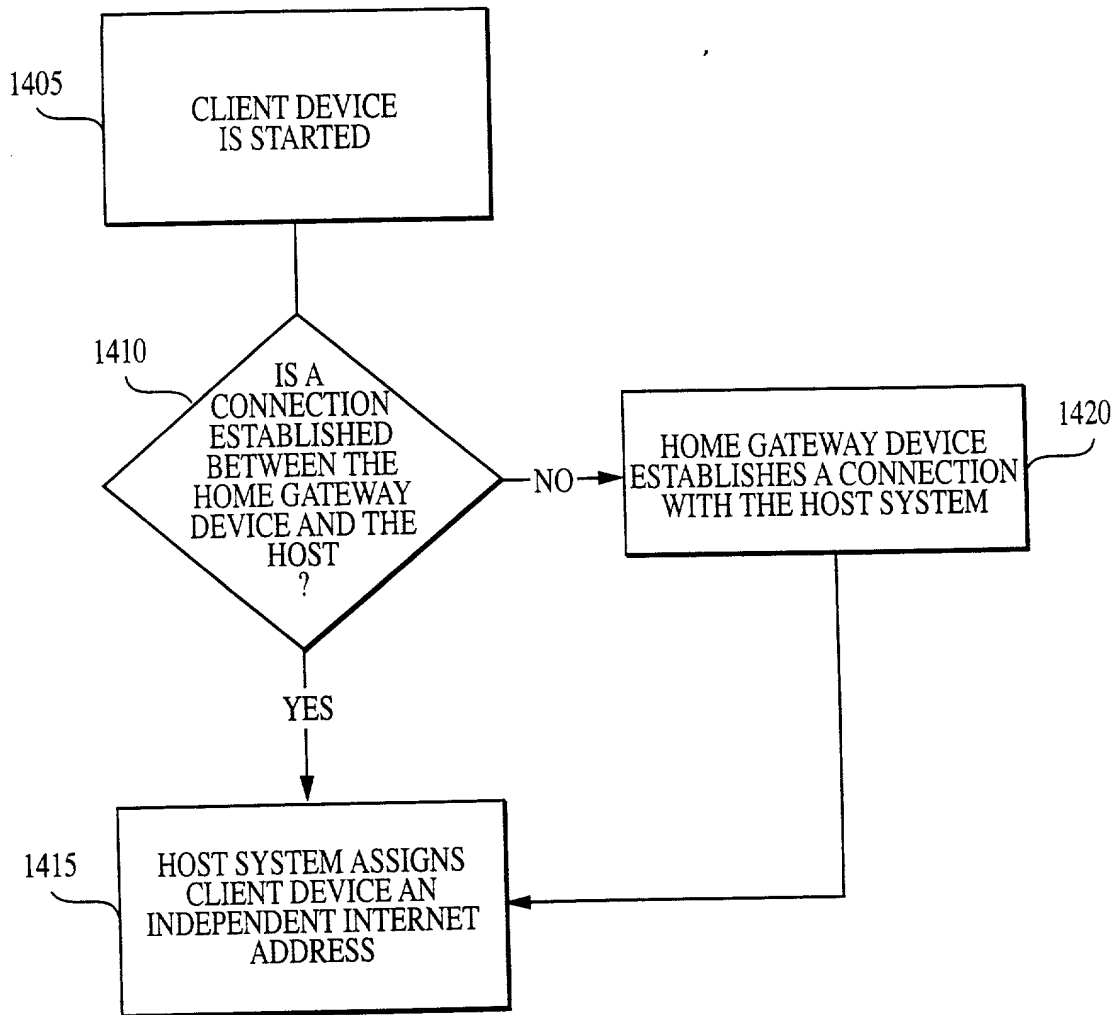 1405
CLIENT DEVICE
IS STARTED
1410
IS A
CONNECTION
ESTABLISHED
BETWEEN THE
HOME GATEWAY
DEVICE AND THE
HOST
?
NO
HOME GATEWAY DEVICE
ESTABLISHES A CONNECTION
WITH THE HOST SYSTEM
1420
YES
1415
HOST SYSTEM ASSIGNS
CLIENT DEVICE AN
INDEPENDENT INTERNET
ADDRESS